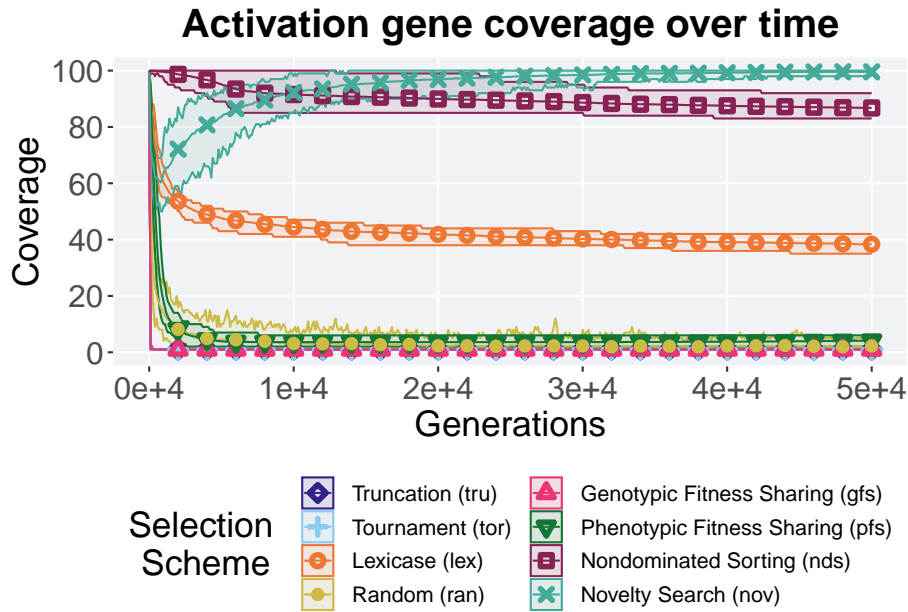 Activation gene coverage over time
Coverage
100
80
60
40
20
0
0e+4 1e+4 2e+4 3e+4 4e+4 5e+4
Generations
Selection
Scheme
Truncation (tru)
Tournament (tor)
Lexicase (lex)
Random (ran)
Genotypic Fitness Sharing (gfs)
Phenotypic Fitness Sharing (pfs)
Nondominated Sorting (nds)
Novelty Search (nov)